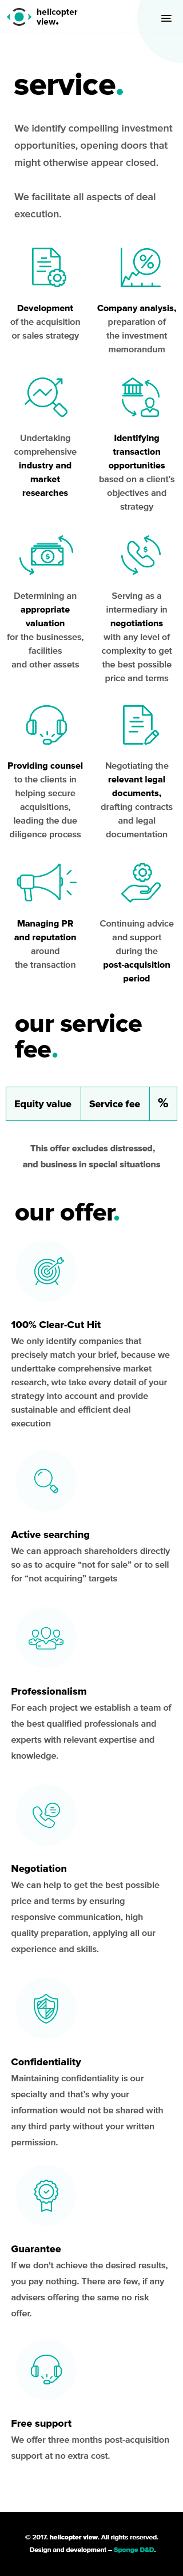 helicopter
view.
service.
We identify compelling investment
opportunities, opening doors that
might otherwise appear closed.
We facilitate all aspects of deal
execution.
Development
of the acquisition
or sales strategy
Company analysis,
preparation of
the investment
memorandum
Undertaking
comprehensive
industry and
market
researches
Identifying
transaction
opportunities
based on a client's
objectives and
strategy
Determining an
appropriate
valuation
for the businesses,
facilities
and other assets
Serving as a
intermediary in
negotiations
with any level of
complexity to get
the best possible
price and terms
Providing counsel
to the clients in
helping secure
acquisitions,
leading the due
diligence process
Negotiating the
relevant legal
documents,
drafting contracts
and legal
documentation
Managing PR
and reputation
around
the transaction
Continuing advice
and support
during the
post-acquisition
period
our service
fee.
Equity value Service fee %
This offer excludes distressed,
and business in special situations
our offer.
100% Clear-Cut Hit
We only identify companies that
precisely match your brief, because we
underttake comprehensive market
research, wte take every detail of your
strategy into account and provide
sustainable and efficient deal
execution
Active searching
We can approach shareholders directly
so as to acquire “not for sale” or to sell
for “not acquiring” targets
Professionalism
For each project we establish a team of
the best qualified professionals and
experts with relevant expertise and
knowledge.
Negotiation
We can help to get the best possible
price and terms by ensuring
responsive communication, high
quality preparation, applying all our
experience and skills.
Confidentiality
Maintaining confidentiality is our
specialty and that's why your
information would not be shared with
any third party without your written
permission.
Guarantee
If we don't achieve the desired results,
you pay nothing. There are few, if any
advisers offering the same no risk
offer.
Free support
We offer three months post-acquisition
support at no extra cost.
© 2017. helicopter view. All rights reserved.
Design and development – Sponge D&D.